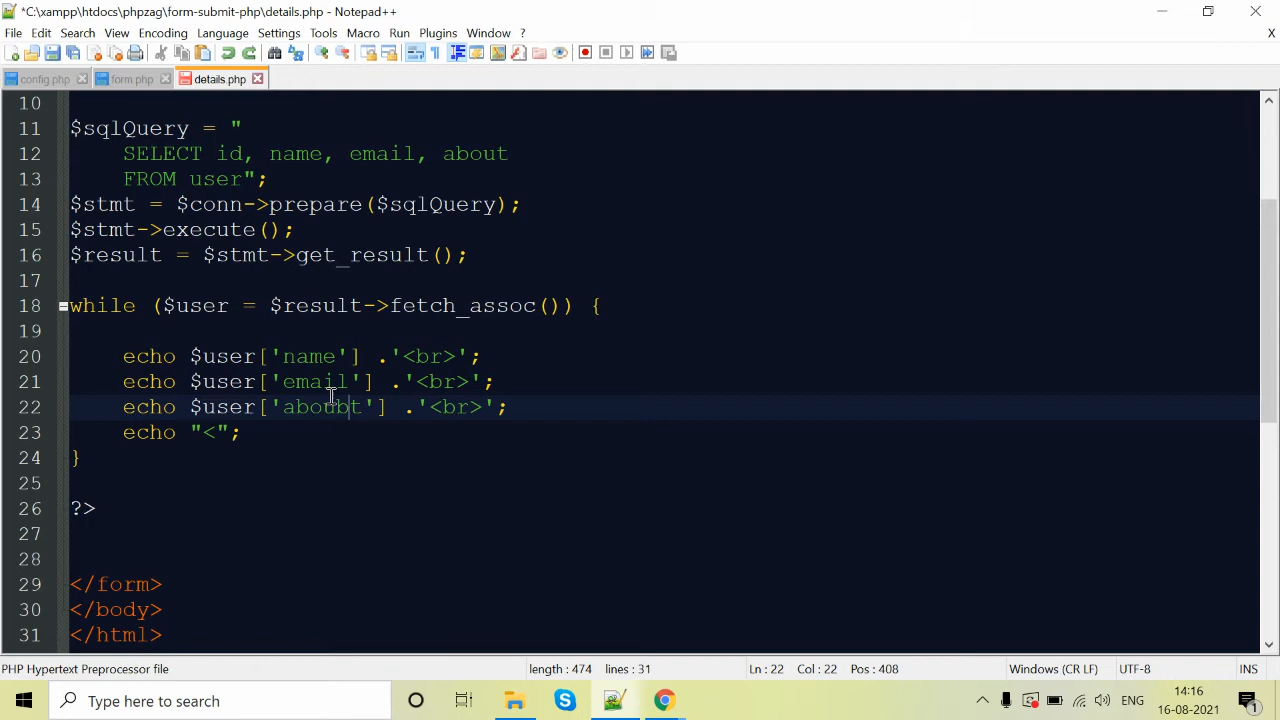 *C:\xampp\htdocs\phpzag\form-submit-php\details.php - Notepad++
File Edit Search View Encoding Language Settings Tools Macro Run Plugins Window ? X
config.php form.php details.php
10
11 $sqlQuery = "
12 SELECT id, name, email, about
13 FROM user";
14 $stmt = $conn->prepare($sqlQuery);
15 $stmt->execute();
16 $result = $stmt->get_result();
17
18 while ($user = $result->fetch_assoc()) {
19
20 echo $user['name'] .'<br>';
21 echo $user['email'] .'<br>';
22 echo $user['aboubt'] .'<br>';
23 echo "<";
24 }
25
26 ?>
27
28
29 </form>
30 </body>
31 </html>
PHP Hypertext Preprocessor file length : 474 lines : 31 Ln : 22 Col : 22 Pos : 408 Windows (CR LF) UTF-8 INS
Type here to search ENG 14:16
16-08-2021 1